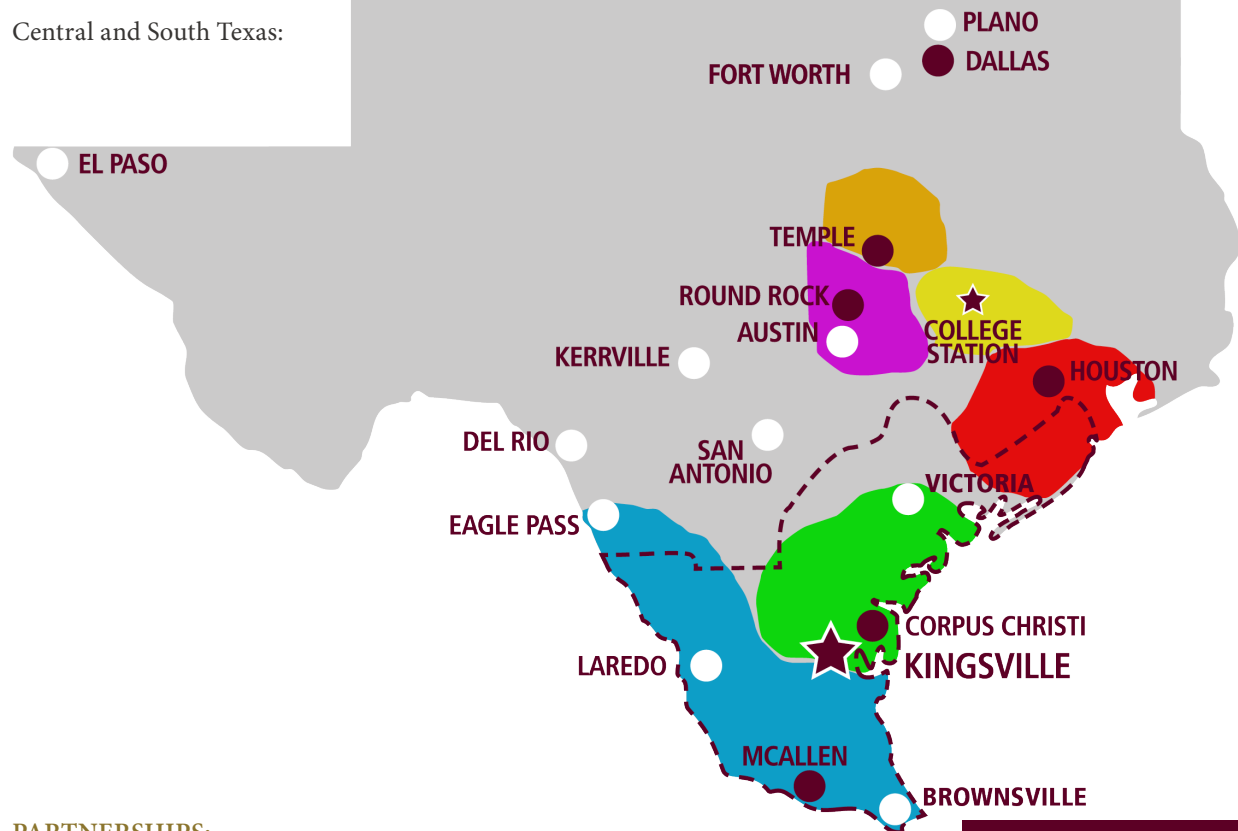 Central and South Texas:
PLANO
DALLAS
FORT WORTH
EL PASO
TEMPLE
ROUND ROCK
AUSTIN
COLLEGE
STATION
KERRVILLE
HOUSTON
DEL RIO
SAN
ANTONIO
VICTORIA
EAGLE PASS
CORPUS CHRISTI
LAREDO
KINGSVILLE
MCALLEN
BROWNSVILLE
PARTNERSHIPS: